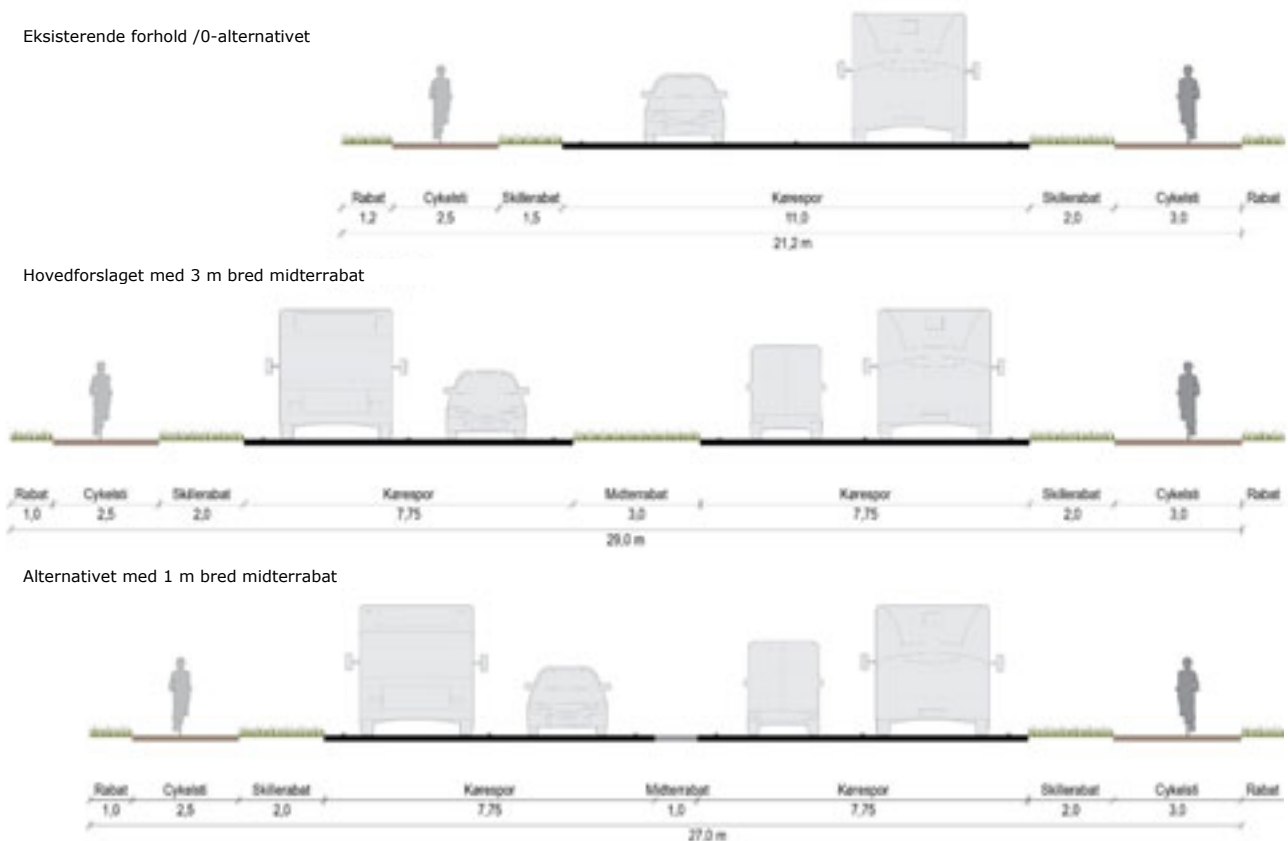 Eksisterende forhold /0-alternativet
Rabat Cykelsti Skillerabat Kørespor Skillerabat Cykelsti Rabat
1,2 2,5 1,5 11,0 2,0 3,0
21,2 m
Hovedforslaget med 3 m bred midterrabat
Rabat Cykelsti Skillerabat Kørespor Midterrabat Kørespor Skillerabat Cykelsti Rabat
1,0 2,5 2,0 7,75 3,0 7,75 2,0 3,0
29,0 m
Alternativet med 1 m bred midterrabat
Rabat Cykelsti Skillerabat Kørespor Midterrabat Kørespor Skillerabat Cykelsti Rabat
1,0 2,5 2,0 7,75 1,0 7,75 2,0 3,0
27,0 m